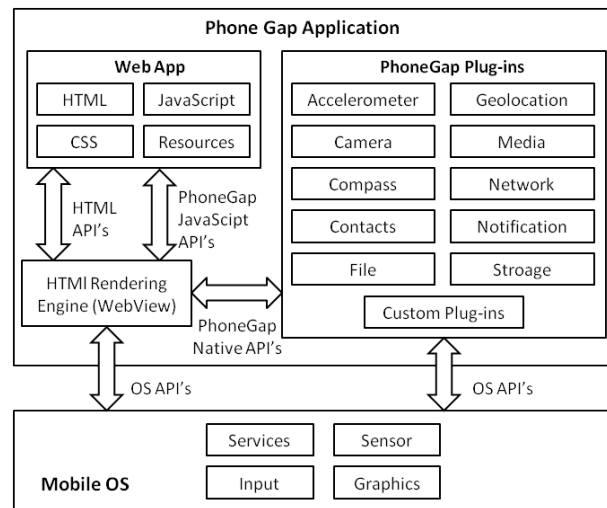 Phone Gap Application
Web App
HTML
JavaScript
CSS
Resources
PhoneGap Plug-ins
Accelerometer
Geolocation
Camera
Media
Compass
Network
Contacts
Notification
File
Stroage
Custom Plug-ins
HTML
API's
PhoneGap
JavaScipt
API's
HTMl Rendering
Engine (WebView)
PhoneGap
Native API's
OS API's
OS API's
Mobile OS
Services
Sensor
Input
Graphics